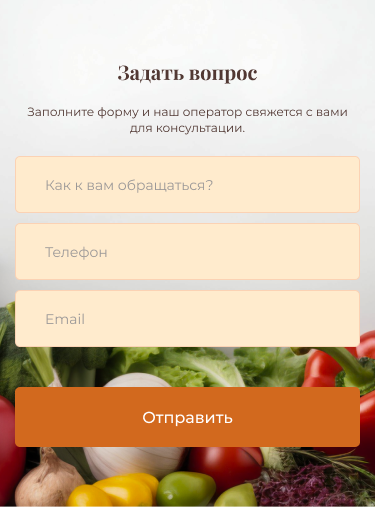 Задать вопрос
Заполните форму и наш оператор свяжется с вами
для консультации.
Как к вам обращаться?
Телефон
Email
Отправить